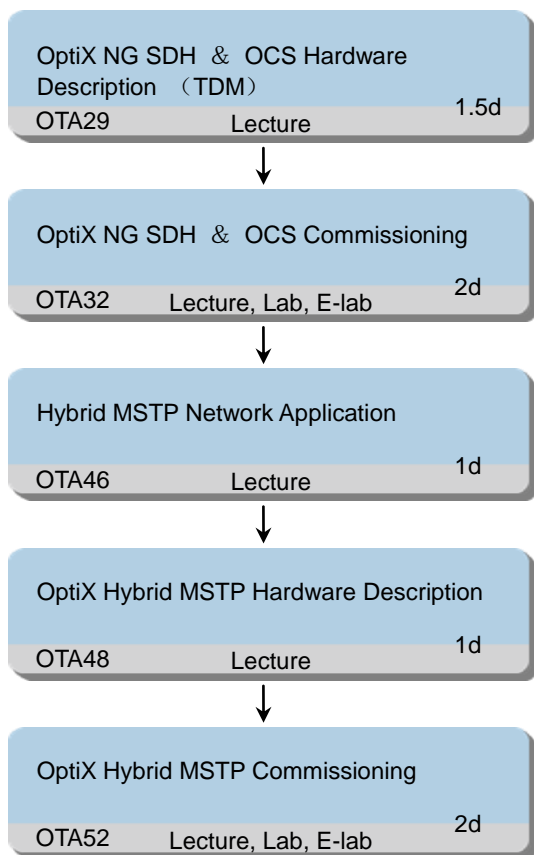 OptiX NG SDH ＆ OCS Hardware
Description （TDM）
1.5d
OTA29 Lecture
OptiX NG SDH ＆ OCS Commissioning
2d
OTA32 Lecture, Lab, E-lab
Hybrid MSTP Network Application
1d
OTA46 Lecture
OptiX Hybrid MSTP Hardware Description
1d
OTA48 Lecture
OptiX Hybrid MSTP Commissioning
2d
OTA52 Lecture, Lab, E-lab